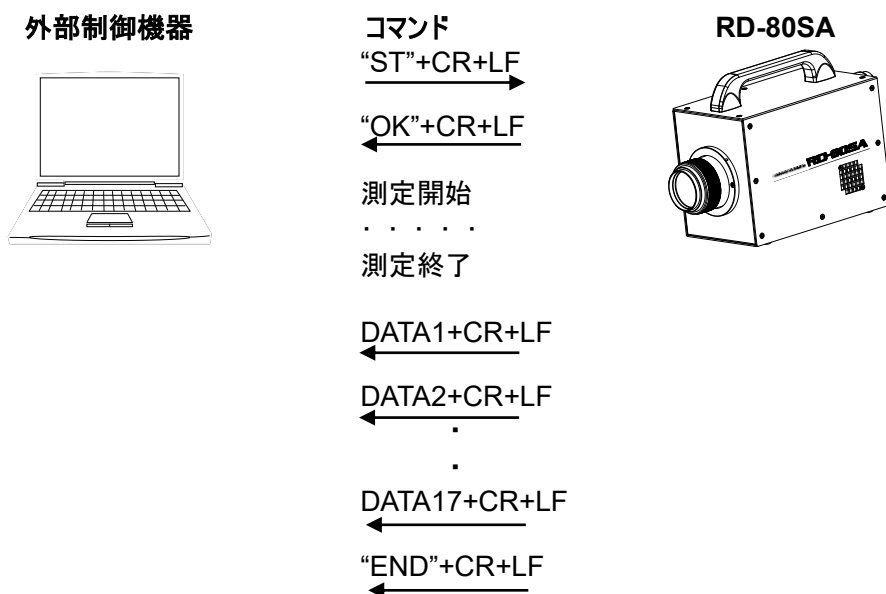 外部制御機器 コマンド RD-80SA
“ST”+CR+LF
“OK”+CR+LF
RD-80SA
測定開始
・・・・・
測定終了
DATA1+CR+LF
DATA2+CR+LF
・
・
DATA17+CR+LF
“END”+CR+LF